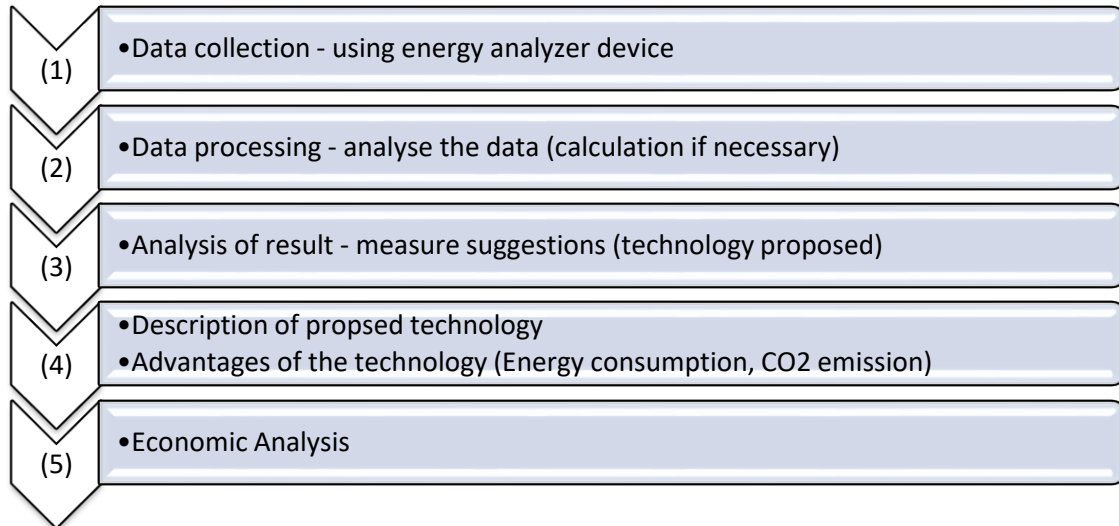 (1)
•Data collection - using energy analyzer device
(2)
•Data processing - analyse the data (calculation if necessary)
(3)
•Analysis of result - measure suggestions (technology proposed)
(4)
•Description of propsed technology
•Advantages of the technology (Energy consumption, CO2 emission)
(5)
•Economic Analysis